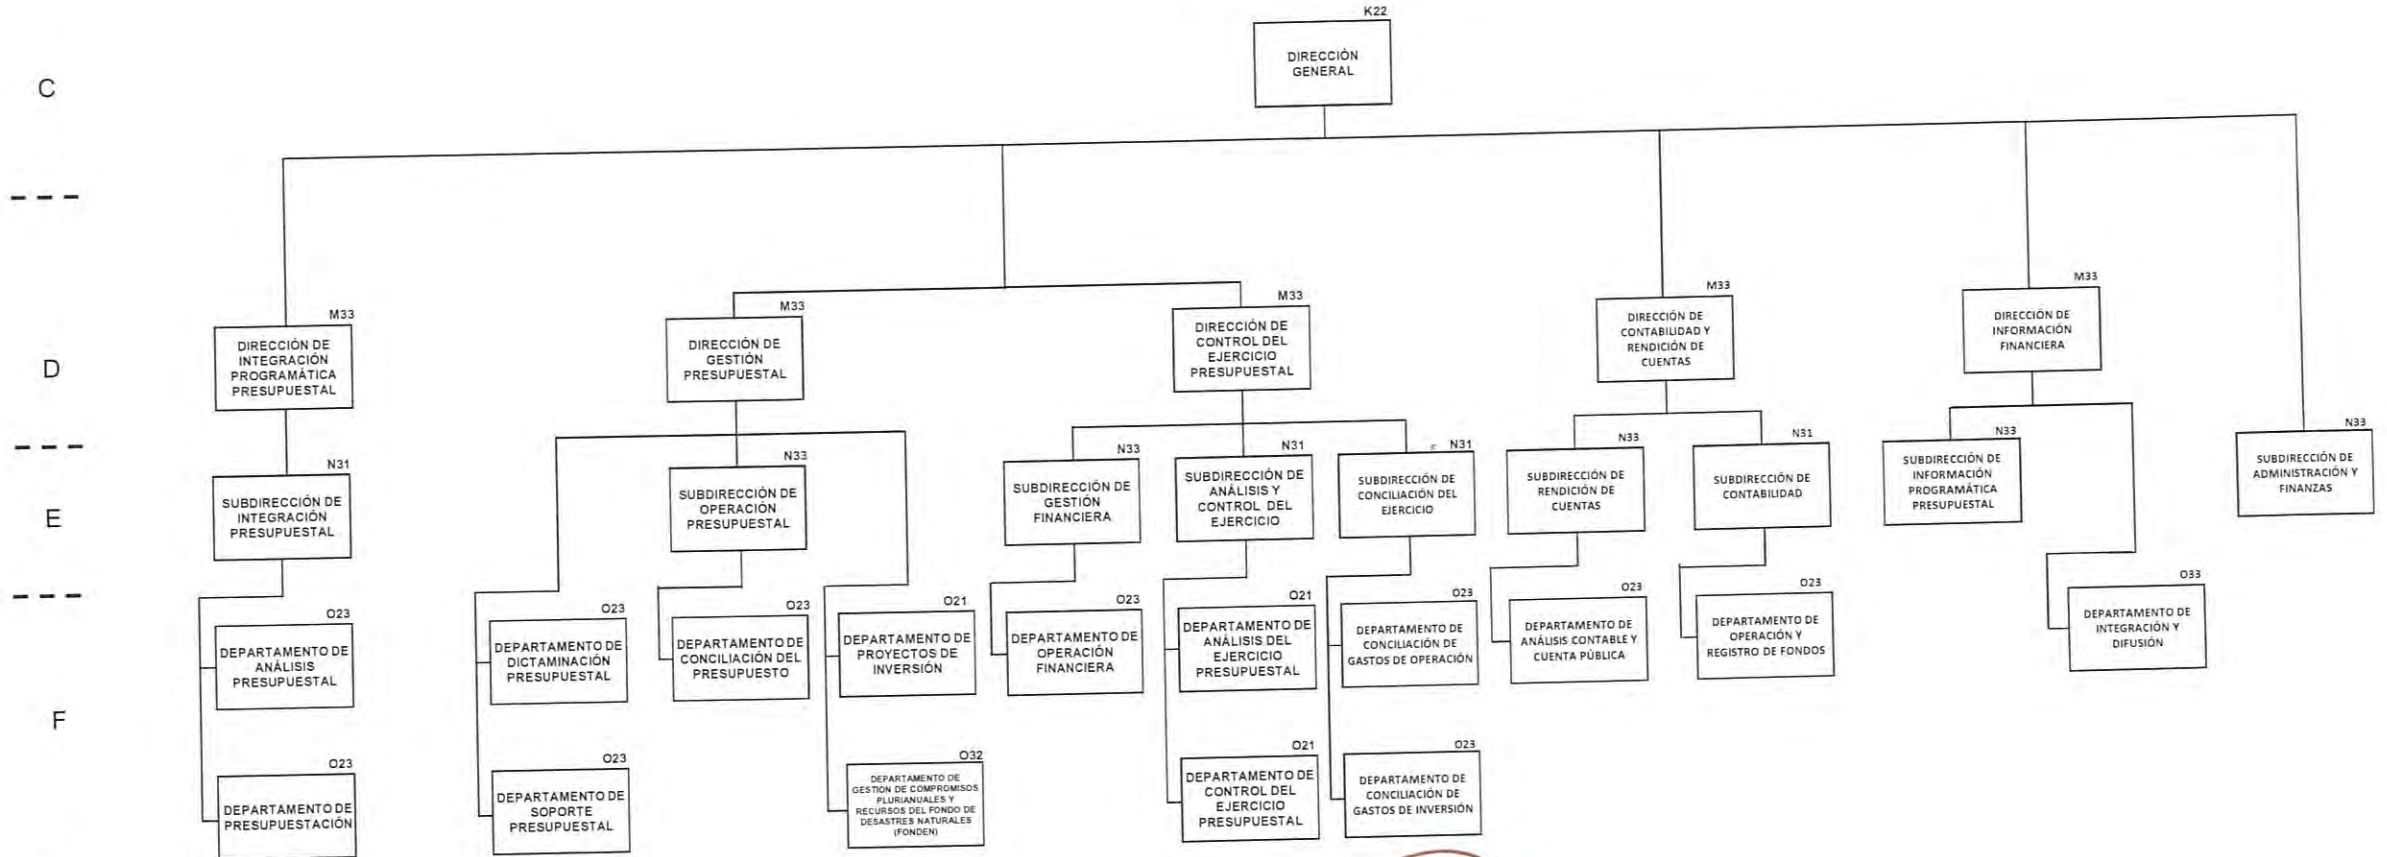 K22
DIRECCIÓN
GENERAL
C
D
E
F
M33
DIRECCIÓN DE
INTEGRACIÓN
PROGRAMÁTICA
PRESUPUESTAL
M33
DIRECCIÓN DE
GESTIÓN
PRESUPUESTAL
M33
DIRECCIÓN DE
CONTROL DEL
EJERCICIO
PRESUPUESTAL
M33
DIRECCIÓN DE
CONTABILIDAD Y
RENDICIÓN DE
CUENTAS
M33
DIRECCIÓN DE
INFORMACIÓN
FINANCIERA
N31
SUBDIRECCIÓN DE
INTEGRACIÓN
PRESUPUESTAL
N33
SUBDIRECCIÓN DE
OPERACIÓN
PRESUPUESTAL
N33
SUBDIRECCIÓN DE
GESTIÓN
FINANCIERA
N31
SUBDIRECCIÓN DE
ANÁLISIS Y
CONTROL DEL
EJERCICIO
N31
SUBDIRECCIÓN DE
CONCILIACIÓN DEL
EJERCICIO
N33
SUBDIRECCIÓN DE
RENDICIÓN DE
CUENTAS
N31
SUBDIRECCIÓN DE
CONTABILIDAD
N33
SUBDIRECCIÓN DE
INFORMACIÓN
PROGRAMÁTICA
PRESUPUESTAL
N33
SUBDIRECCIÓN DE
ADMINISTRACIÓN Y
FINANZAS
O23
DEPARTAMENTO DE
ANÁLISIS
PRESUPUESTAL
O23
DEPARTAMENTO DE
DICTAMINACIÓN
PRESUPUESTAL
O23
DEPARTAMENTO DE
CONCILIACIÓN DEL
PRESUPUESTO
O21
DEPARTAMENTO DE
PROYECTOS DE
INVERSIÓN
O23
DEPARTAMENTO DE
OPERACIÓN
FINANCIERA
O21
DEPARTAMENTO DE
ANÁLISIS DEL
EJERCICIO
PRESUPUESTAL
O23
DEPARTAMENTO DE
CONCILIACIÓN DE
GASTOS DE OPERACIÓN
O23
DEPARTAMENTO DE
ANÁLISIS CONTABLE Y
CUENTA PÚBLICA
O23
DEPARTAMENTO DE
OPERACIÓN Y
REGISTRO DE FONDOS
O33
DEPARTAMENTO DE
INTEGRACIÓN Y
DIFUSIÓN
O23
DEPARTAMENTO DE
PRESUPUESTACIÓN
O23
DEPARTAMENTO DE
SOPORTE
PRESUPUESTAL
O32
DEPARTAMENTO DE
GESTIÓN DE COMPROMISOS
PLURIANUALES Y
RECURSOS DEL FONDO DE
DESASTRES NATURALES
(FONDEN)
O21
DEPARTAMENTO DE
CONTROL DEL
EJERCICIO
PRESUPUESTAL
O23
DEPARTAMENTO DE
CONCILIACIÓN DE
GASTOS DE INVERSIÓN